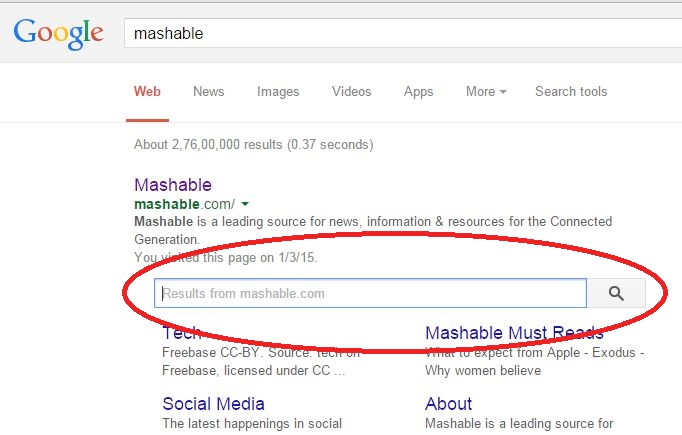 Google mashable
Web News Images Videos Apps More Search tools
About 2,76,00,000 results (0.37 seconds)
Mashable
mashable.com/
Mashable is a leading source for news, information & resources for the Connected
Generation.
You visited this page on 1/3/15.
Results from mashable.com
Tech Mashable Must Reads
Freebase CC-BY. Source: tech on What to expect from Apple - Exodus -
Freebase, licensed under CC ... Why women believe
Social Media About
The latest happenings in social Mashable is a leading source for